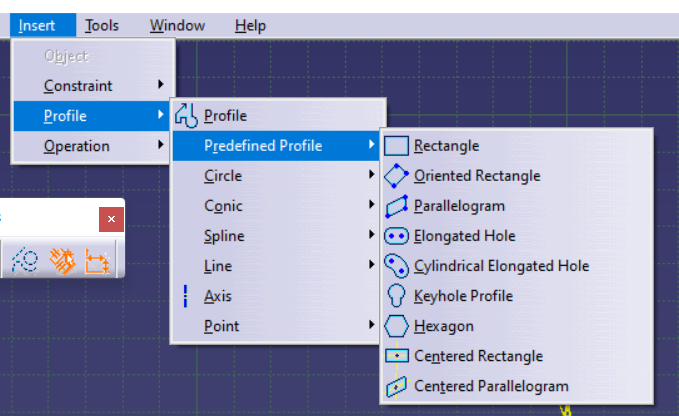 Insert Tools Window Help
Object
Constraint
Profile
Operation
Profile
Predefined Profile
Circle
Conic
Spline
Line
Axis
Point
Rectangle
Oriented Rectangle
Parallelogram
Elongated Hole
Cylindrical Elongated Hole
Keyhole Profile
Hexagon
Centered Rectangle
Centered Parallelogram